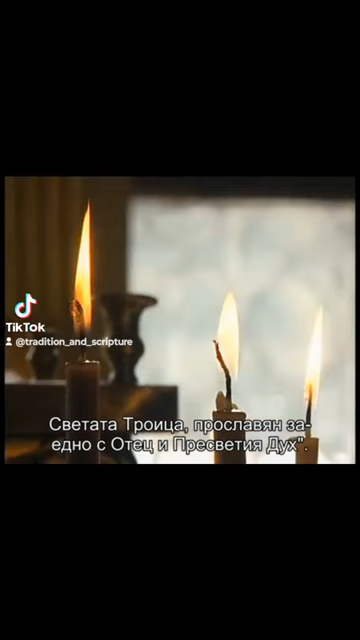 TikTok
@tradition_and_scripture
Светата Троица, прославян за-
едно с Отец и Пресветия Дух".